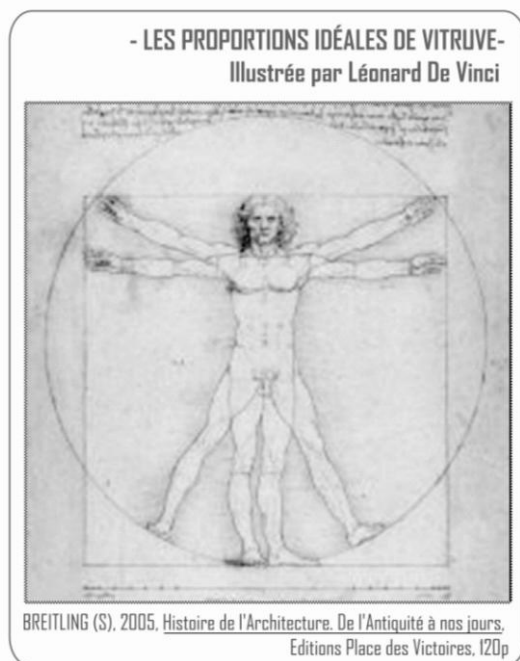 - LES PROPORTIONS IDÉALES DE VITRUVE-
Illustrée par Léonard De Vinci
BREITLING (S), 2005, Histoire de l'Architecture. De l'Antiquité à nos jours,
Editions Place des Victoires, 120p